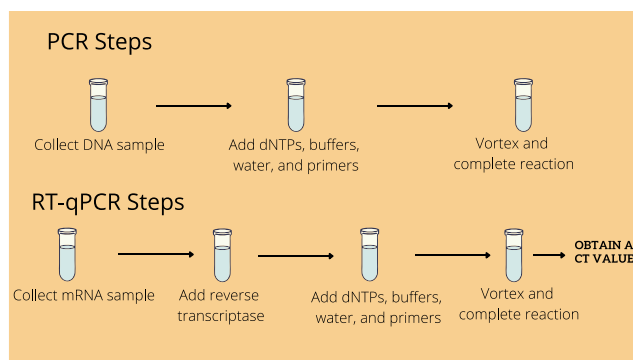 PCR Steps
Collect DNA sample
Add dNTPs, buffers,
water, and primers
Vortex and
complete reaction
RT-qPCR Steps
Collect mRNA sample
Add reverse
transcriptase
Add dNTPs, buffers,
water, and primers
Vortex and
complete reaction
OBTAIN A
CT VALUE